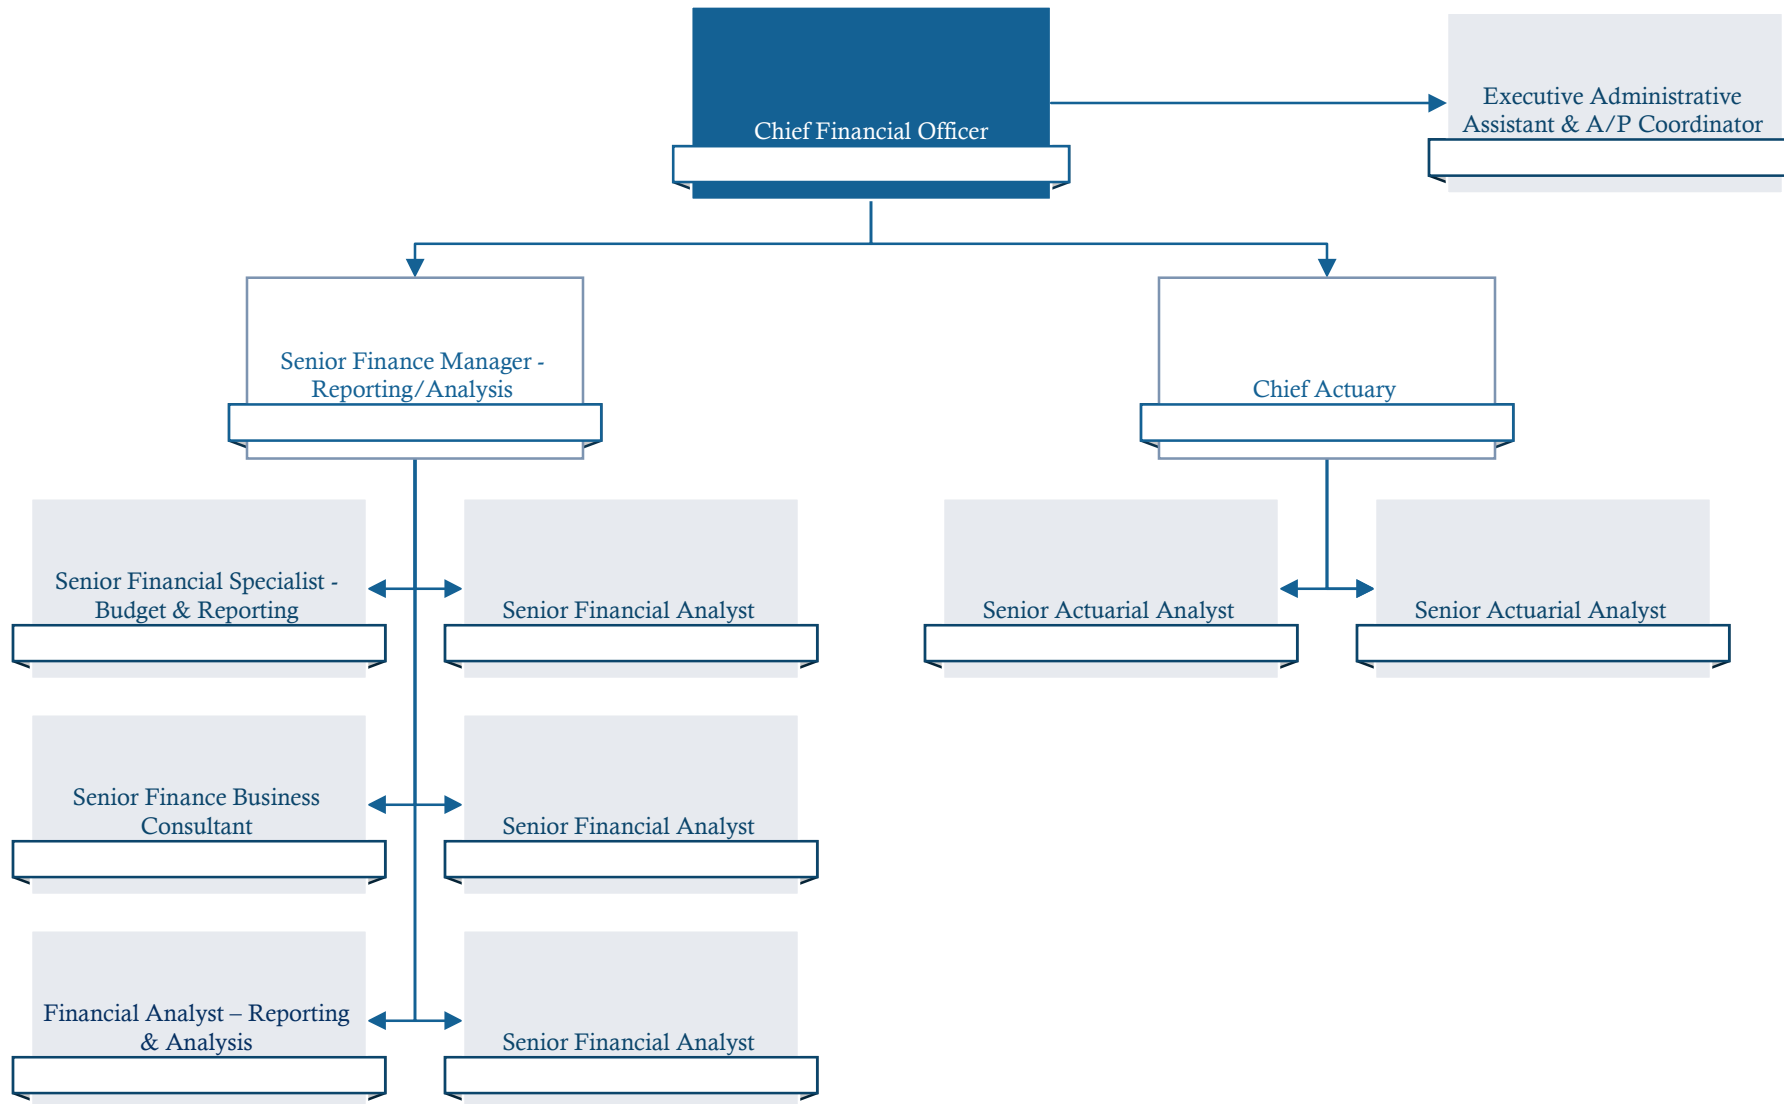 Chief Financial Officer
Executive Administrative
Assistant & A/P Coordinator
Senior Finance Manager -
Reporting/Analysis
Chief Actuary
Senior Financial Specialist -
Budget & Reporting
Senior Financial Analyst
Senior Actuarial Analyst
Senior Actuarial Analyst
Senior Finance Business
Consultant
Senior Financial Analyst
Financial Analyst – Reporting
& Analysis
Senior Financial Analyst